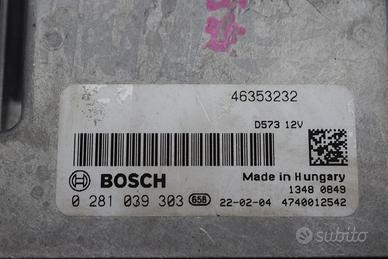 46353232
D573 12V
BOSCH
Made in Hungary
1348 0849
0 281 039 303 658 22-02-04 4740012542
subito